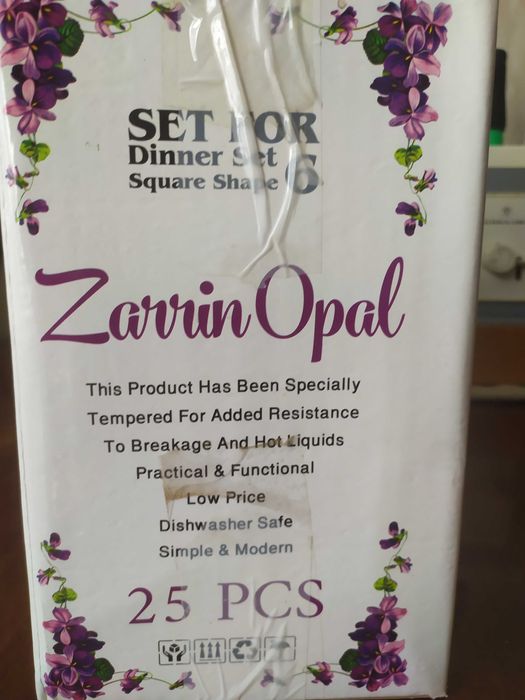 SET FOR
Dinner Set
Square Shape 6
Zarrin Opal
This Product Has Been Specially
Tempered For Added Resistance
To Breakage And Hot Liquids
Practical & Functional
Low Price
Dishwasher Safe
Simple & Modern
25 PCS